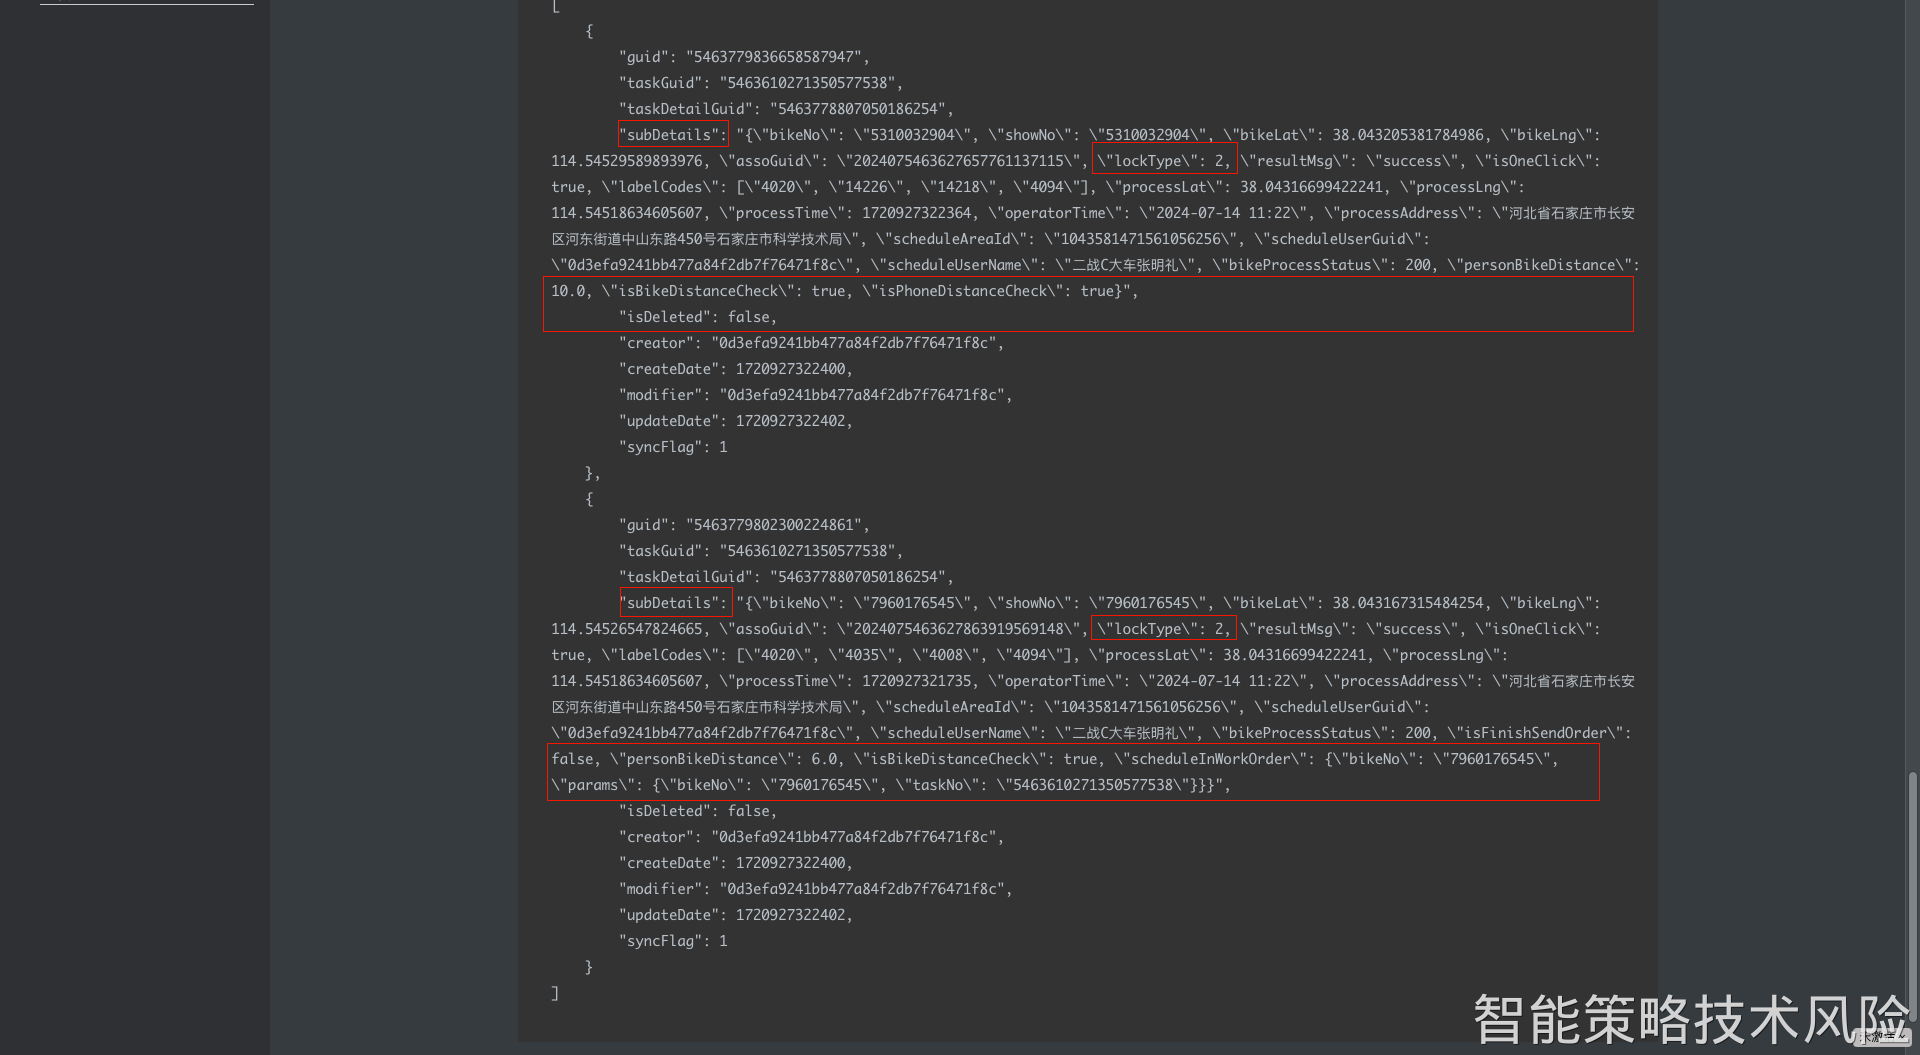 [
{
"guid": "5463779836658587947",
"taskGuid": "5463610271350577538",
"taskDetailGuid": "5463778807050186254",
"subDetails": "{\"bikeNo\": \"5310032904\", \"showNo\": \"5310032904\", \"bikeLat\": 38.043205381784986, \"bikeLng\":
114.54529589893976, \"assoGuid\": \"2024075463627657761137115\", \"lockType\": 2, \"resultMsg\": \"success\", \"isOneClick\":
true, \"labelCodes\": [\"4020\", \"14226\", \"14218\", \"4094\"], \"processLat\": 38.04316699422241, \"processLng\":
114.54518634605607, \"processTime\": 1720927322364, \"operatorTime\": \"2024-07-14 11:22\", \"processAddress\": \"河北省石家庄市长安
区河东街道中山东路450号石家庄市科学技术局\", \"scheduleAreaId\": \"1043581471561056256\", \"scheduleUserGuid\":
\"0d3efa9241bb477a84f2db7f76471f8c\", \"scheduleUserName\": \"二战C大车张明礼\", \"bikeProcessStatus\": 200, \"personBikeDistance\":
10.0, \"isBikeDistanceCheck\": true, \"isPhoneDistanceCheck\": true}",
"isDeleted": false,
"creator": "0d3efa9241bb477a84f2db7f76471f8c",
"createDate": 1720927322400,
"modifier": "0d3efa9241bb477a84f2db7f76471f8c",
"updateDate": 1720927322402,
"syncFlag": 1
},
{
"guid": "5463779802300224861",
"taskGuid": "5463610271350577538",
"taskDetailGuid": "5463778807050186254",
"subDetails": "{\"bikeNo\": \"7960176545\", \"showNo\": \"7960176545\", \"bikeLat\": 38.043167315484254, \"bikeLng\":
114.54526547824665, \"assoGuid\": \"2024075463627863919569148\", \"lockType\": 2, \"resultMsg\": \"success\", \"isOneClick\":
true, \"labelCodes\": [\"4020\", \"4035\", \"4008\", \"4094\"], \"processLat\": 38.04316699422241, \"processLng\":
114.54518634605607, \"processTime\": 1720927321735, \"operatorTime\": \"2024-07-14 11:22\", \"processAddress\": \"河北省石家庄市长安
区河东街道中山东路450号石家庄市科学技术局\", \"scheduleAreaId\": \"1043581471561056256\", \"scheduleUserGuid\":
\"0d3efa9241bb477a84f2db7f76471f8c\", \"scheduleUserName\": \"二战C大车张明礼\", \"bikeProcessStatus\": 200, \"isFinishSendOrder\":
false, \"personBikeDistance\": 6.0, \"isBikeDistanceCheck\": true, \"scheduleInWorkOrder\": {\"bikeNo\": \"7960176545\",
\"params\": {\"bikeNo\": \"7960176545\", \"taskNo\": \"5463610271350577538\"}}}",
"isDeleted": false,
"creator": "0d3efa9241bb477a84f2db7f76471f8c",
"createDate": 1720927322400,
"modifier": "0d3efa9241bb477a84f2db7f76471f8c",
"updateDate": 1720927322402,
"syncFlag": 1
}
]
智能策略技术风险